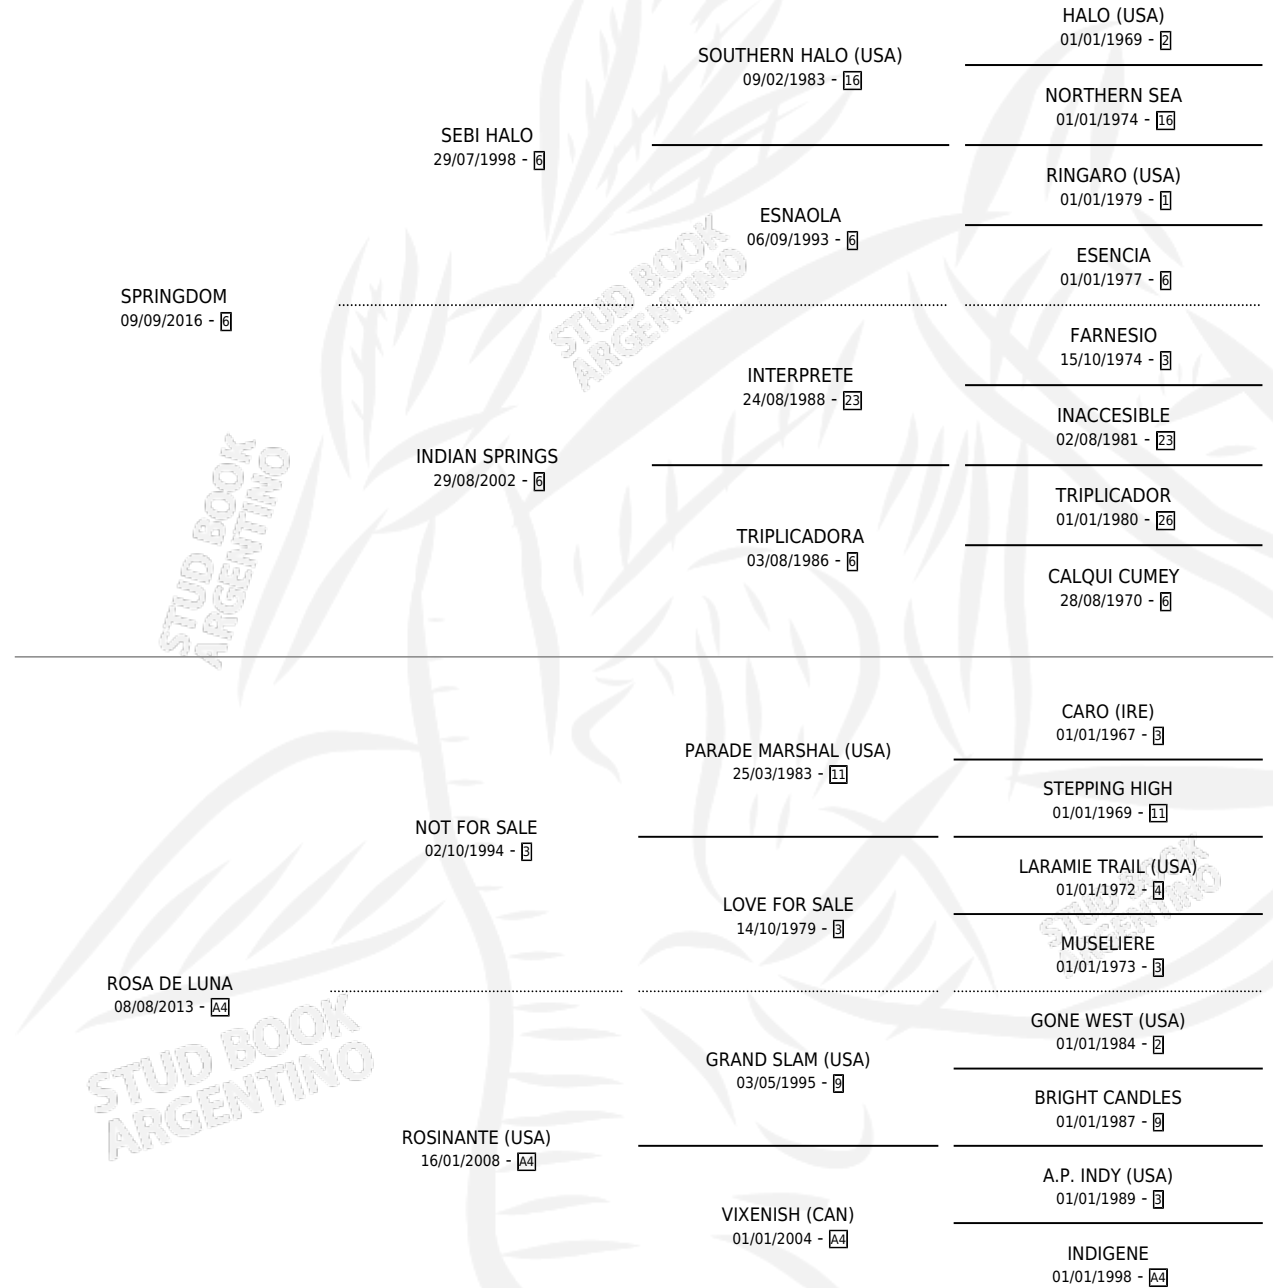 HALO (USA)
01/01/1969 - 2
SOUTHERN HALO (USA)
09/02/1983 - 16
NORTHERN SEA
01/01/1974 - 16
SEBI HALO
29/07/1998 - 6
RINGARO (USA)
01/01/1979 - 1
ESNAOLA
06/09/1993 - 6
ESENCIA
01/01/1977 - 6
SPRINGDOM
09/09/2016 - 6
STUD BOOK
ARGENTINO
FARNESIO
15/10/1974 - 3
INTERPRETE
24/08/1988 - 23
INACCESIBLE
02/08/1981 - 23
INDIAN SPRINGS
29/08/2002 - 6
TRIPLICADOR
01/01/1980 - 26
TRIPLICADORA
03/08/1986 - 6
CALQUI CUMEY
28/08/1970 - 6
STUD BOOK
ARGENTINO
CARO (IRE)
01/01/1967 - 3
PARADE MARSHAL (USA)
25/03/1983 - 11
STEPPING HIGH
01/01/1969 - 11
NOT FOR SALE
02/10/1994 - 3
LARAMIE TRAIL (USA)
01/01/1972 - 4
LOVE FOR SALE
14/10/1979 - 3
STUD BOOK
ARGENTINO
MUSELIERE
01/01/1973 - 3
ROSA DE LUNA
08/08/2013 - A4
GONE WEST (USA)
01/01/1984 - 2
GRAND SLAM (USA)
03/05/1995 - 9
BRIGHT CANDLES
01/01/1987 - 9
STUD BOOK
ARGENTINO
ROSINANTE (USA)
16/01/2008 - A4
A.P. INDY (USA)
01/01/1989 - 3
VIXENISH (CAN)
01/01/2004 - A4
INDIGENE
01/01/1998 - A4